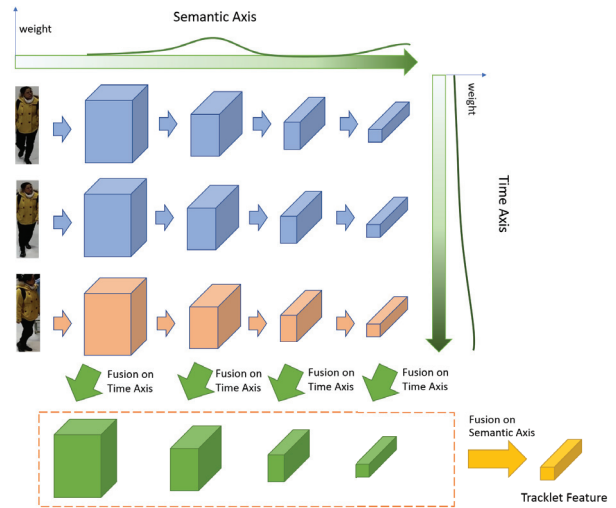 Semantic Axis
weight
weight
Time Axis
Fusion on
Time Axis
Fusion on
Time Axis
Fusion on
Time Axis
Fusion on
Time Axis
Fusion on
Semantic Axis
Tracklet Feature